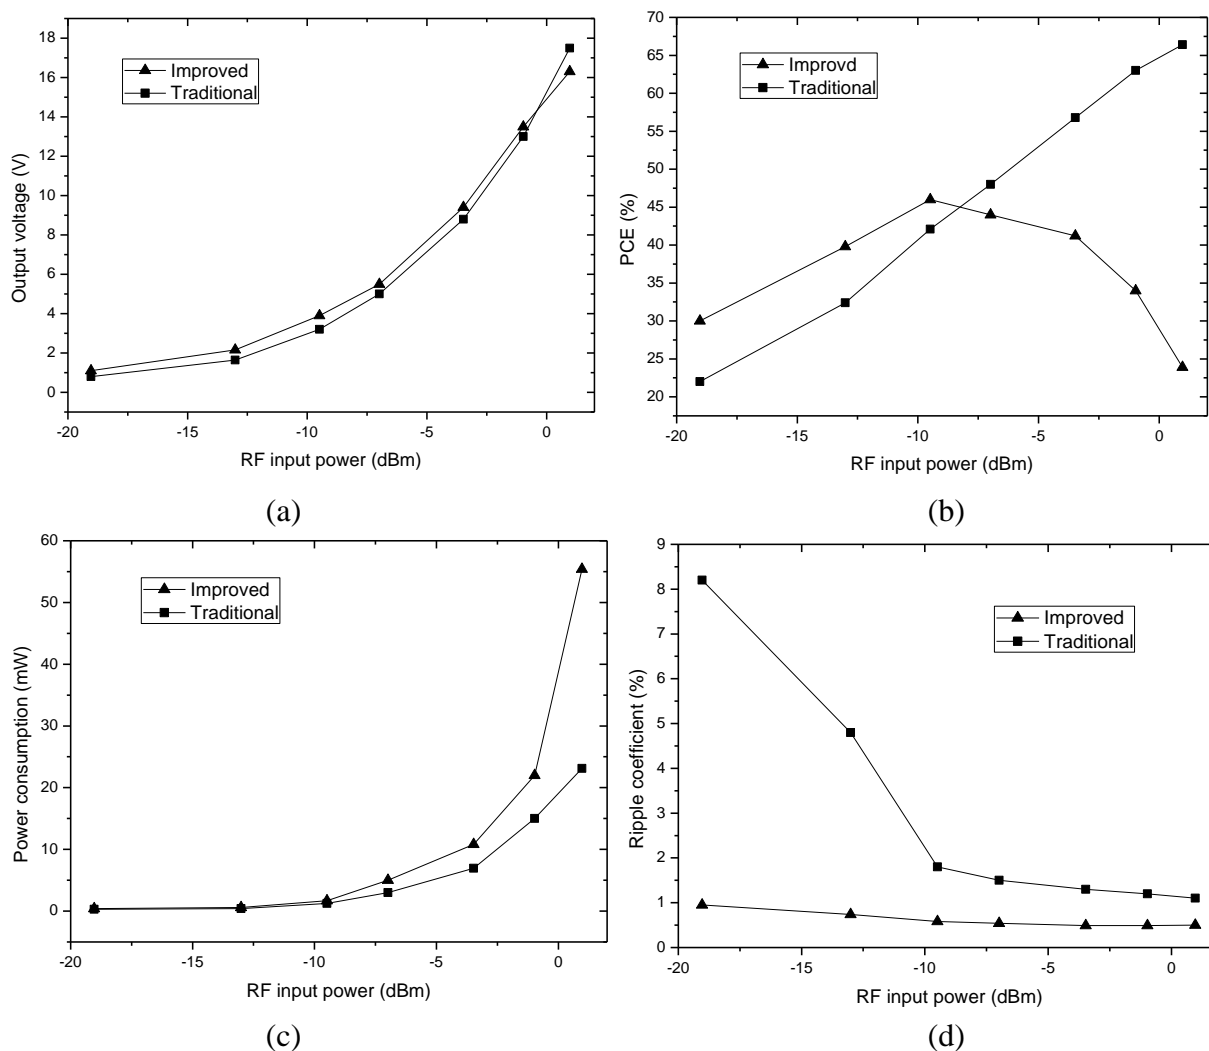 18
16
14
12
10
8
6
4
2
0
Output voltage (V)
Improved
Traditional
-20 -15 -10 -5 0
RF input power (dBm)
(a)
70
65
60
55
50
45
40
35
30
25
20
PCE (%)
Improvd
Traditional
-20 -15 -10 -5 0
RF input power (dBm)
(b)
60
50
40
30
20
10
0
Power consumption (mW)
Improved
Traditional
-20 -15 -10 -5 0
RF input power (dBm)
(c)
9
8
7
6
5
4
3
2
1
0
Ripple coefficient (%)
Improved
Traditional
-20 -15 -10 -5 0
RF input power (dBm)
(d)